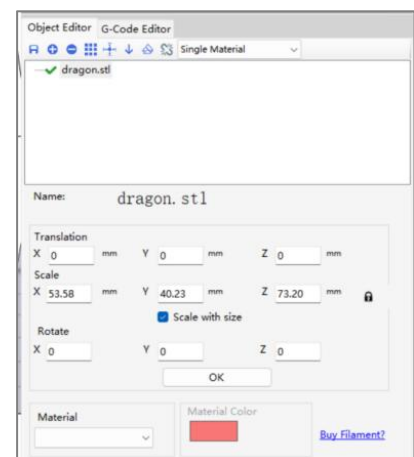 Object Editor G-Code Editor
Single Material
dragon.stl
Name: dragon.stl
Translation
X 0 mm Y 0 mm Z 0 mm
Scale
X 53.58 mm Y 40.23 mm Z 73.20 mm
Scale with size
Rotate
X 0 Y 0 Z 0
OK
Material Material Color
Buy Filament?